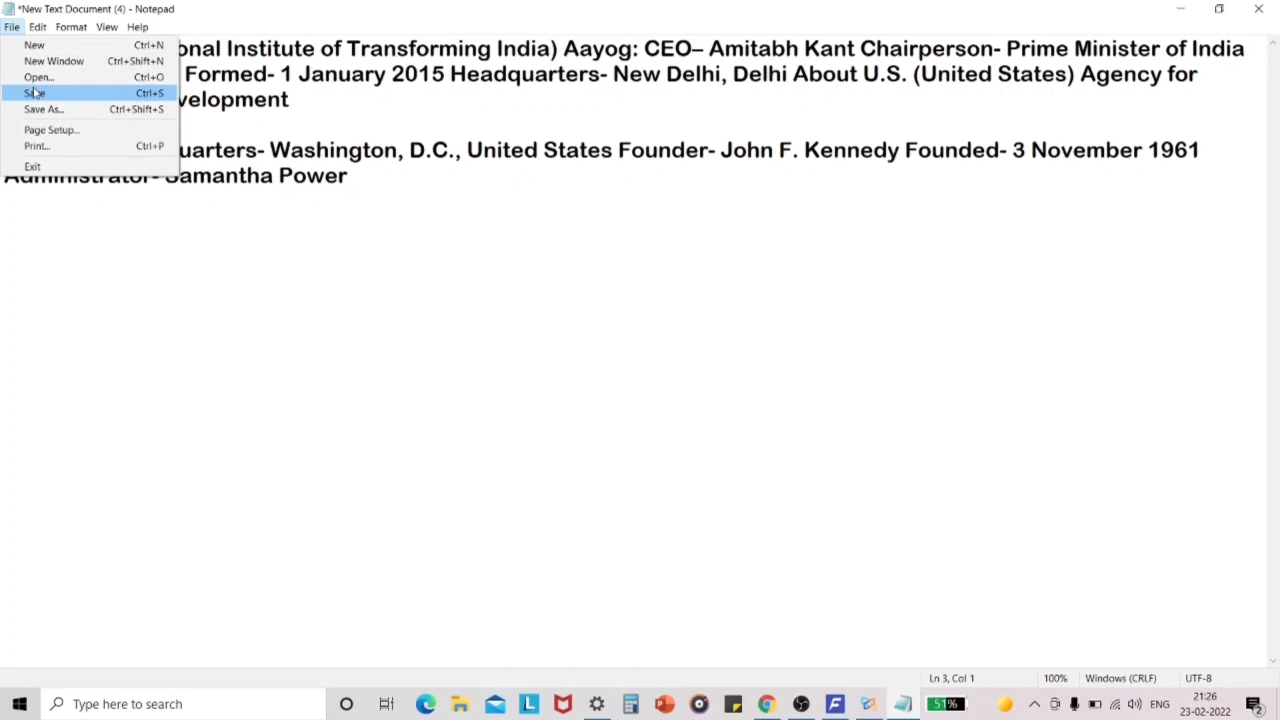 *New Text Document (4) - Notepad
File Edit Format View Help
New Ctrl+N
New Window Ctrl+Shift+N
Open... Ctrl+O
Save Ctrl+S
Save As... Ctrl+Shift+S
Page Setup...
Print... Ctrl+P
Exit
onal Institute of Transforming India) Aayog: CEO– Amitabh Kant Chairperson- Prime Minister of India
Formed- 1 January 2015 Headquarters- New Delhi, Delhi About U.S. (United States) Agency for
velopment
uarters- Washington, D.C., United States Founder- John F. Kennedy Founded- 3 November 1961
Administrator- Samantha Power
Ln 3, Col 1 100% Windows (CRLF) UTF-8
Type here to search
51%
ENG
21:26
23-02-2022
2